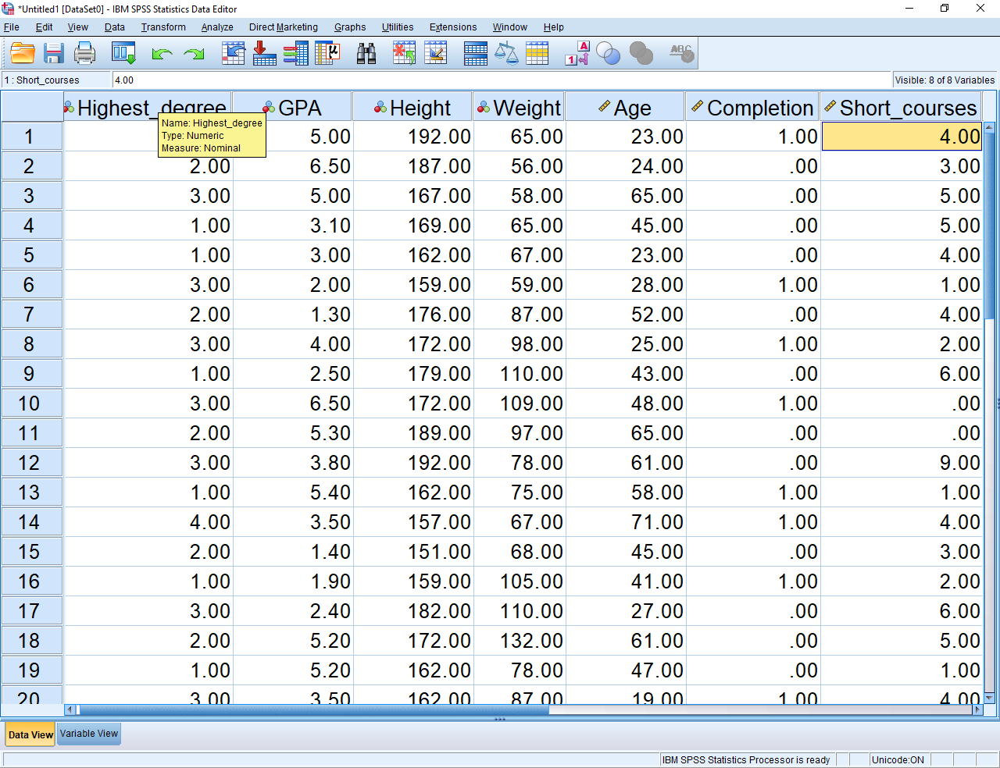 *Untitled1 [DataSet0] - IBM SPSS Statistics Data Editor
File Edit View Data Transform Analyze Direct Marketing Graphs Utilities Extensions Window Help
μ A 1 ABC
1 : Short_courses 4.00 Visible: 8 of 8 Variables
Highest_degree GPA Height Weight Age Completion Short_courses
Name: Highest_degree
Type: Numeric
Measure: Nominal
1 5.00 192.00 65.00 23.00 1.00 4.00
2 2.00 6.50 187.00 56.00 24.00 .00 3.00
3 3.00 5.00 167.00 58.00 65.00 .00 5.00
4 1.00 3.10 169.00 65.00 45.00 .00 5.00
5 1.00 3.00 162.00 67.00 23.00 .00 4.00
6 3.00 2.00 159.00 59.00 28.00 1.00 1.00
7 2.00 1.30 176.00 87.00 52.00 .00 4.00
8 3.00 4.00 172.00 98.00 25.00 1.00 2.00
9 1.00 2.50 179.00 110.00 43.00 .00 6.00
10 3.00 6.50 172.00 109.00 48.00 1.00 .00
11 2.00 5.30 189.00 97.00 65.00 .00 .00
12 3.00 3.80 192.00 78.00 61.00 .00 9.00
13 1.00 5.40 162.00 75.00 58.00 1.00 1.00
14 4.00 3.50 157.00 67.00 71.00 1.00 4.00
15 2.00 1.40 151.00 68.00 45.00 .00 3.00
16 1.00 1.90 159.00 105.00 41.00 1.00 2.00
17 3.00 2.40 182.00 110.00 27.00 .00 6.00
18 2.00 5.20 172.00 132.00 61.00 .00 5.00
19 1.00 5.20 162.00 78.00 47.00 .00 1.00
20 3.00 3.50 162.00 87.00 19.00 1.00 4.00
Data View Variable View
IBM SPSS Statistics Processor is ready Unicode:ON